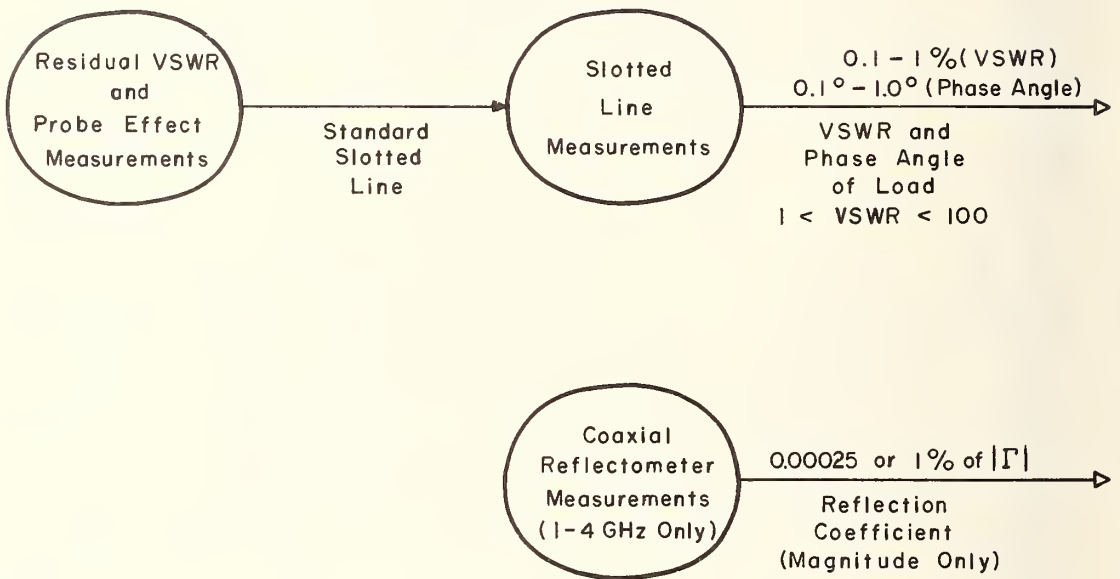 Residual VSWR
and
Probe Effect
Measurements
Standard
Slotted
Line
Slotted
Line
Measurements
0.1 – 1 % (VSWR)
0.1° – 1.0° (Phase Angle)
VSWR and
Phase Angle
of Load
1 < VSWR < 100
Coaxial
Reflectometer
Measurements
(1-4 GHz Only)
0.00025 or 1% of |Γ|
Reflection
Coefficient
(Magnitude Only)